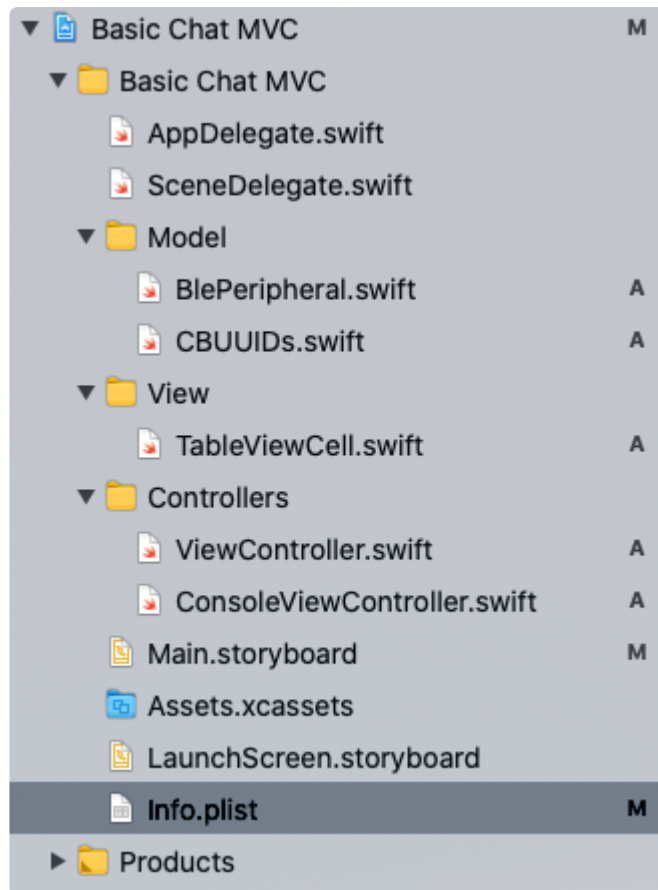 Basic Chat MVC M
Basic Chat MVC
AppDelegate.swift
SceneDelegate.swift
Model
BlePeripheral.swift A
CBUUIDs.swift A
View
TableViewCell.swift A
Controllers
ViewController.swift A
ConsoleViewController.swift A
Main.storyboard M
Assets.xcassets
LaunchScreen.storyboard
Info.plist M
Products